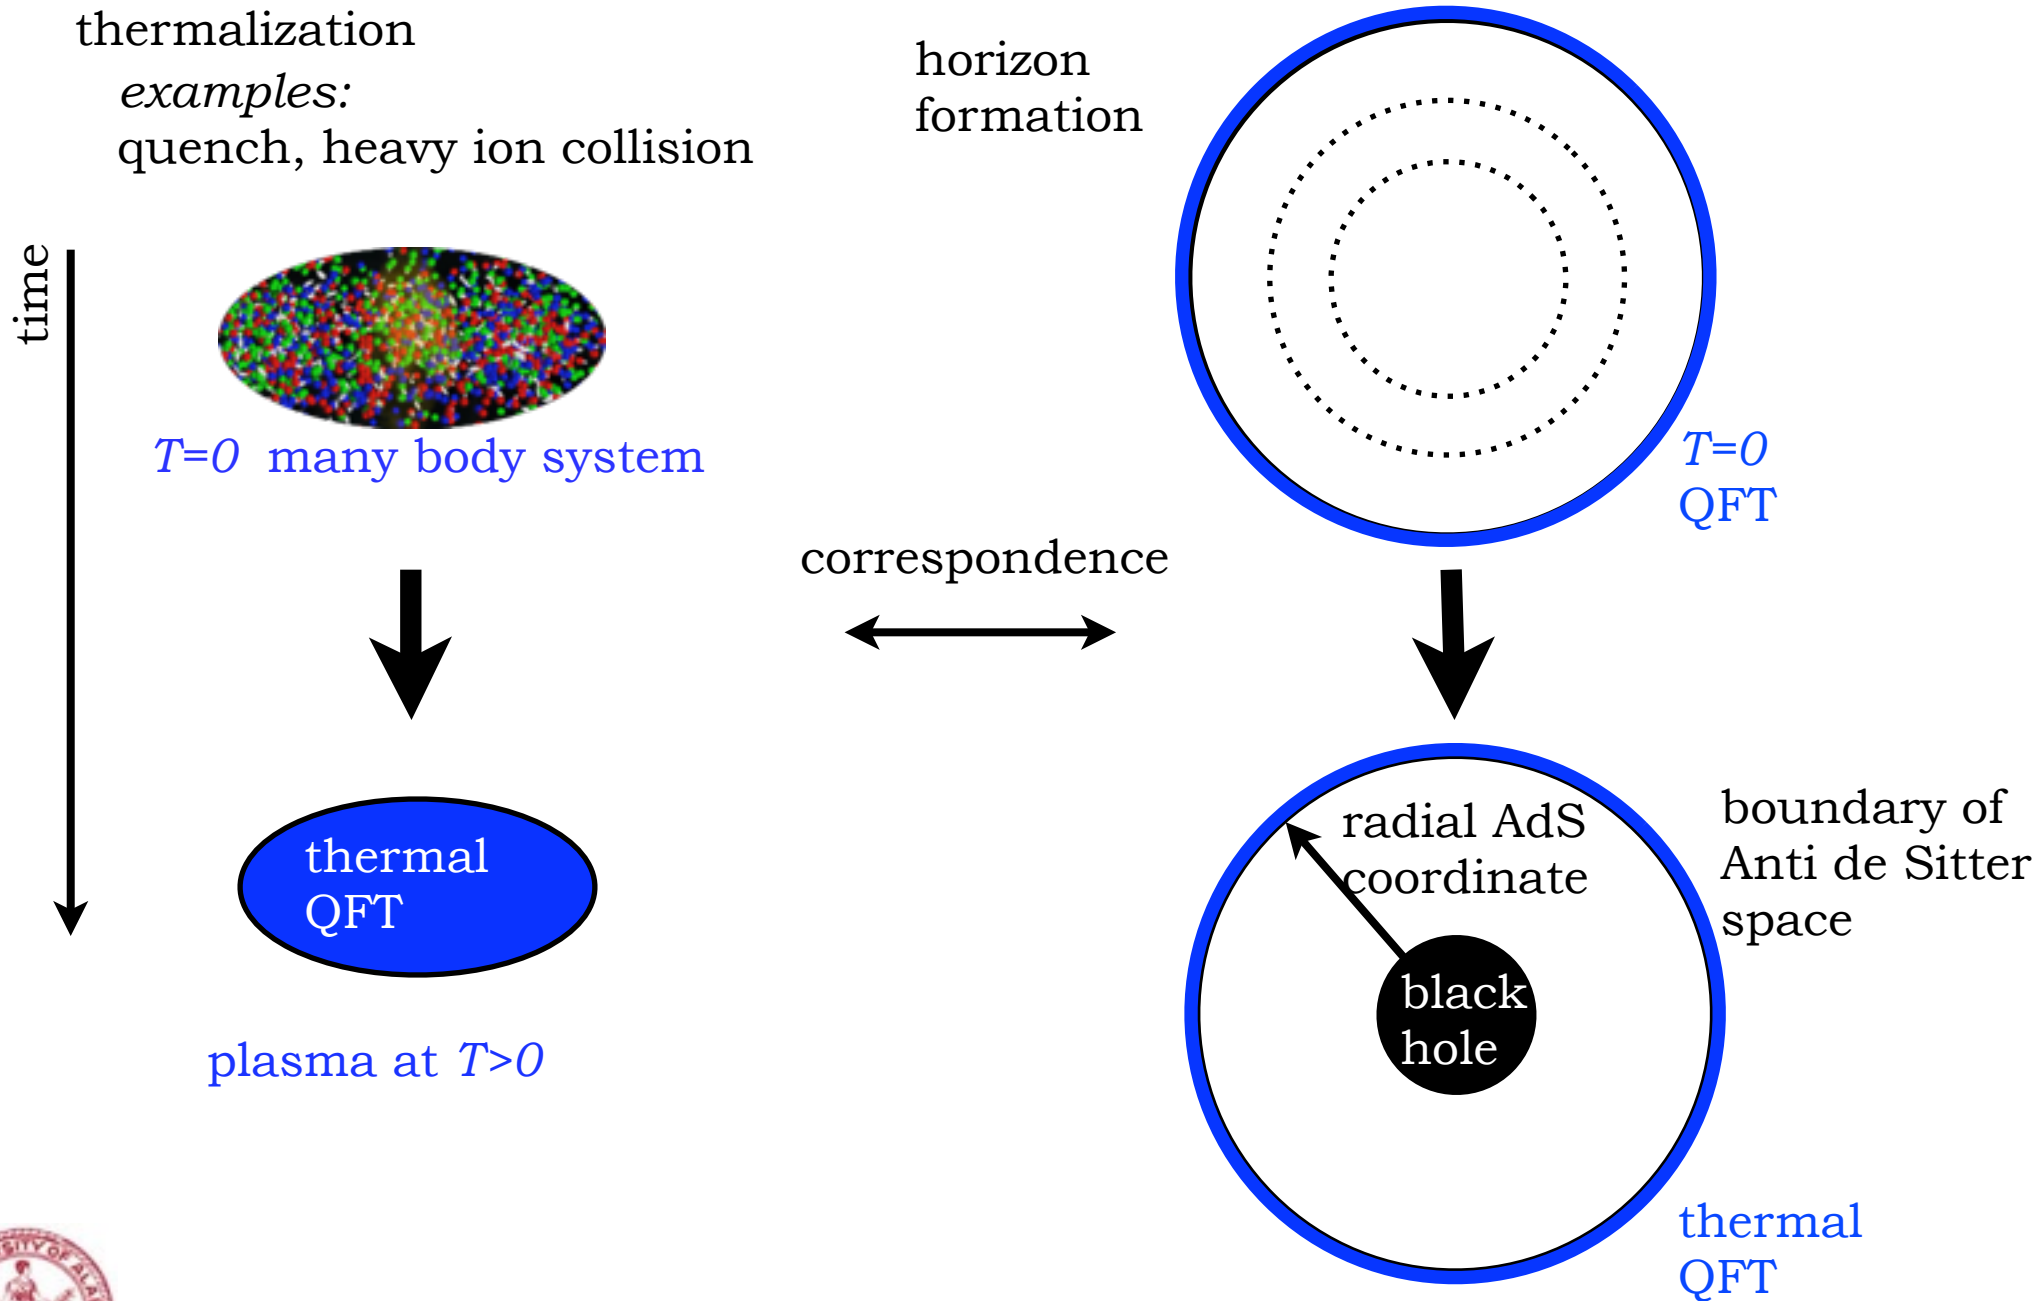 thermalization
examples:
quench, heavy ion collision
time
T=0 many body system
thermal
QFT
plasma at T>0
correspondence
horizon
formation
T=0
QFT
radial AdS
coordinate
black
hole
boundary of
Anti de Sitter
space
thermal
QFT